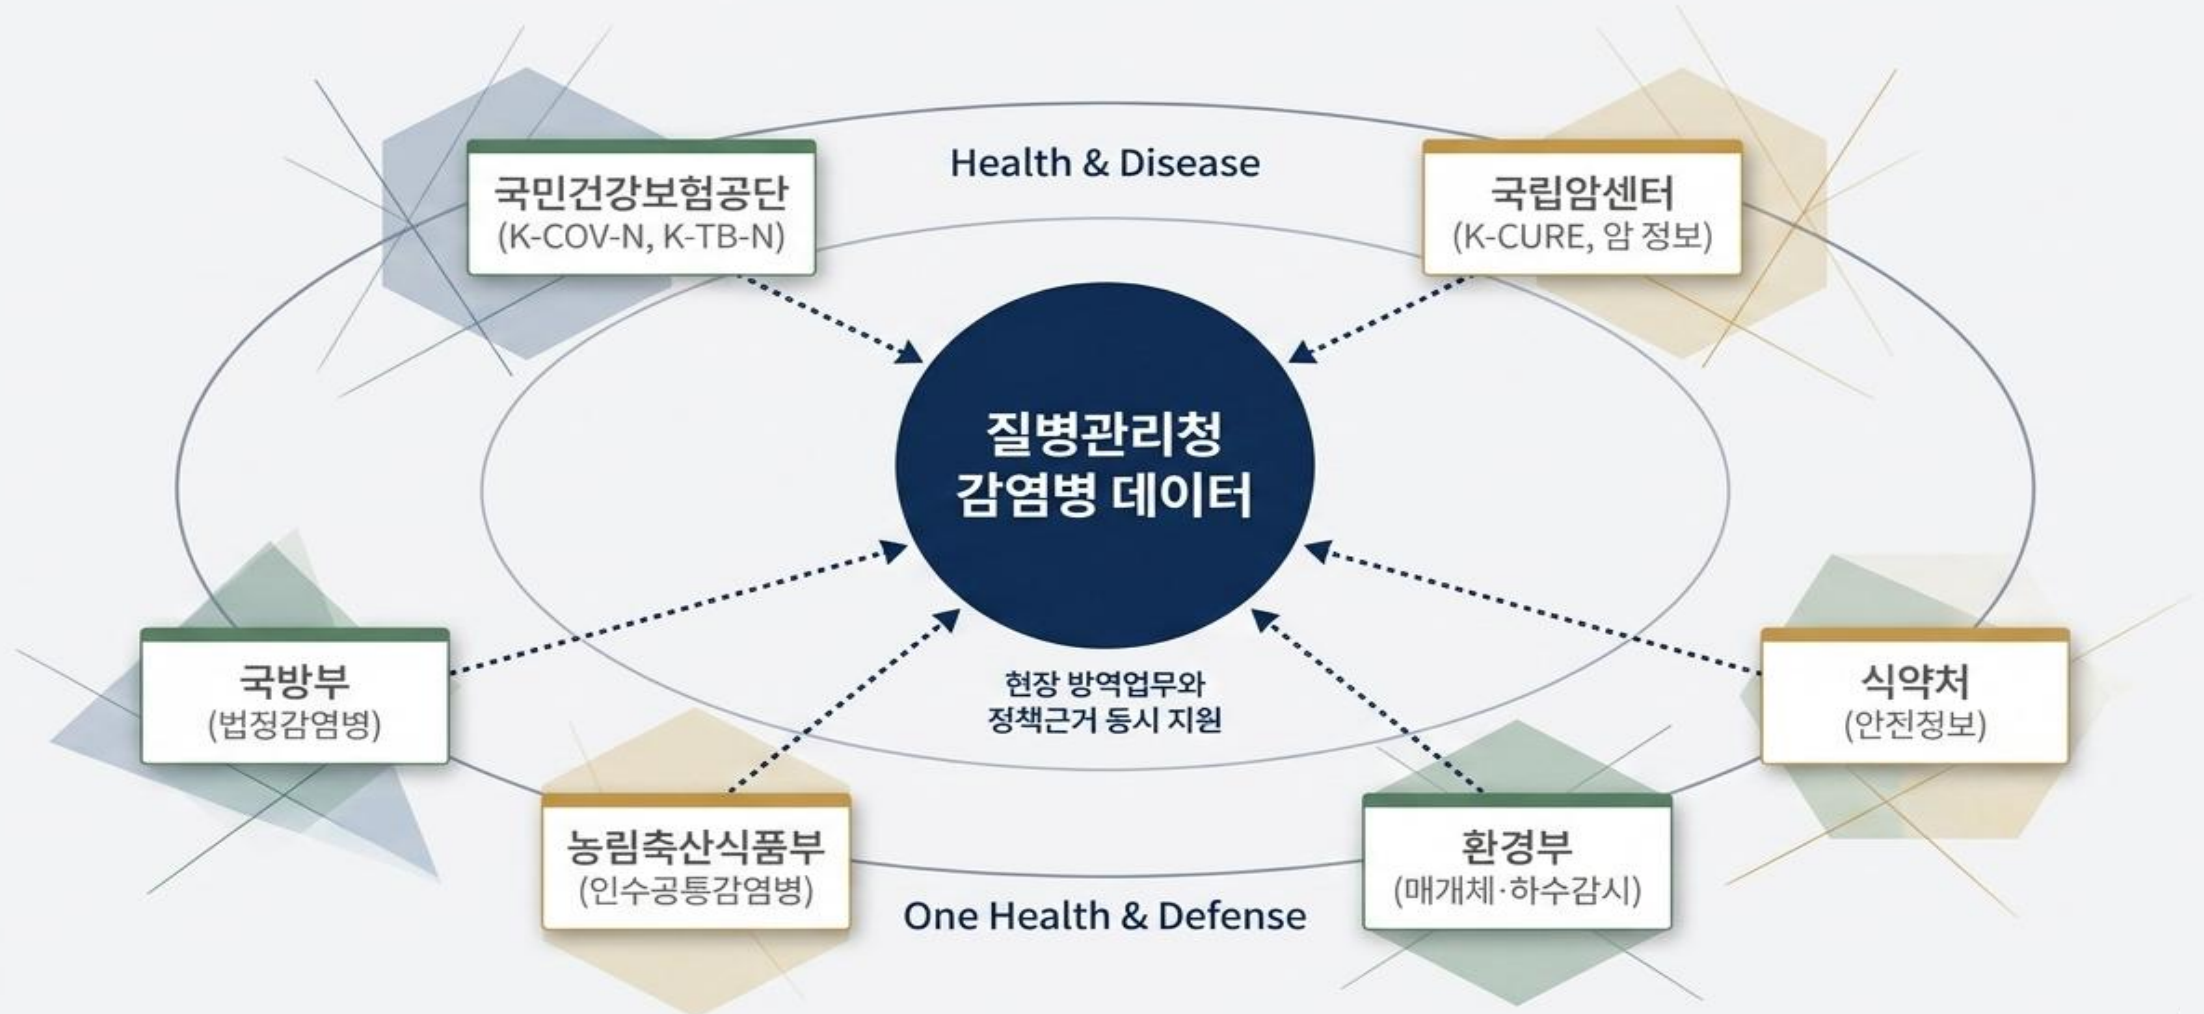 Health & Disease
국민건강보험공단
(K-COV-N, K-TB-N)
국립암센터
(K-CURE, 암 정보)
질병관리청
감염병 데이터
현장 방역업무와
정책근거 동시 지원
국방부
(법정감염병)
식약처
(안전정보)
농림축산식품부
(인수공통감염병)
환경부
(매개체·하수감시)
One Health & Defense